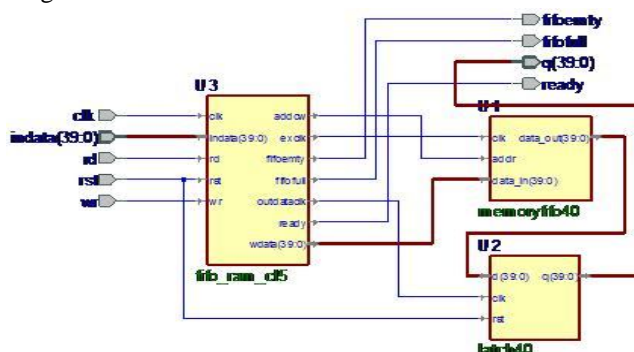 fifoemty
fifofull
q(39:0)
ready
U3
clk
indata(39:0)
rd
rst
wr
clk
indata(39:0)
rd
rst
wr
addcw
exclk
fifoemty
fifofull
outdataclk
ready
wdata(39:0)
fifo_ram_ctl5
clk
addr
data_in(39:0)
data_out(39:0)
memoryfifo40
U2
d(39:0)
clk
rst
q(39:0)
latch40